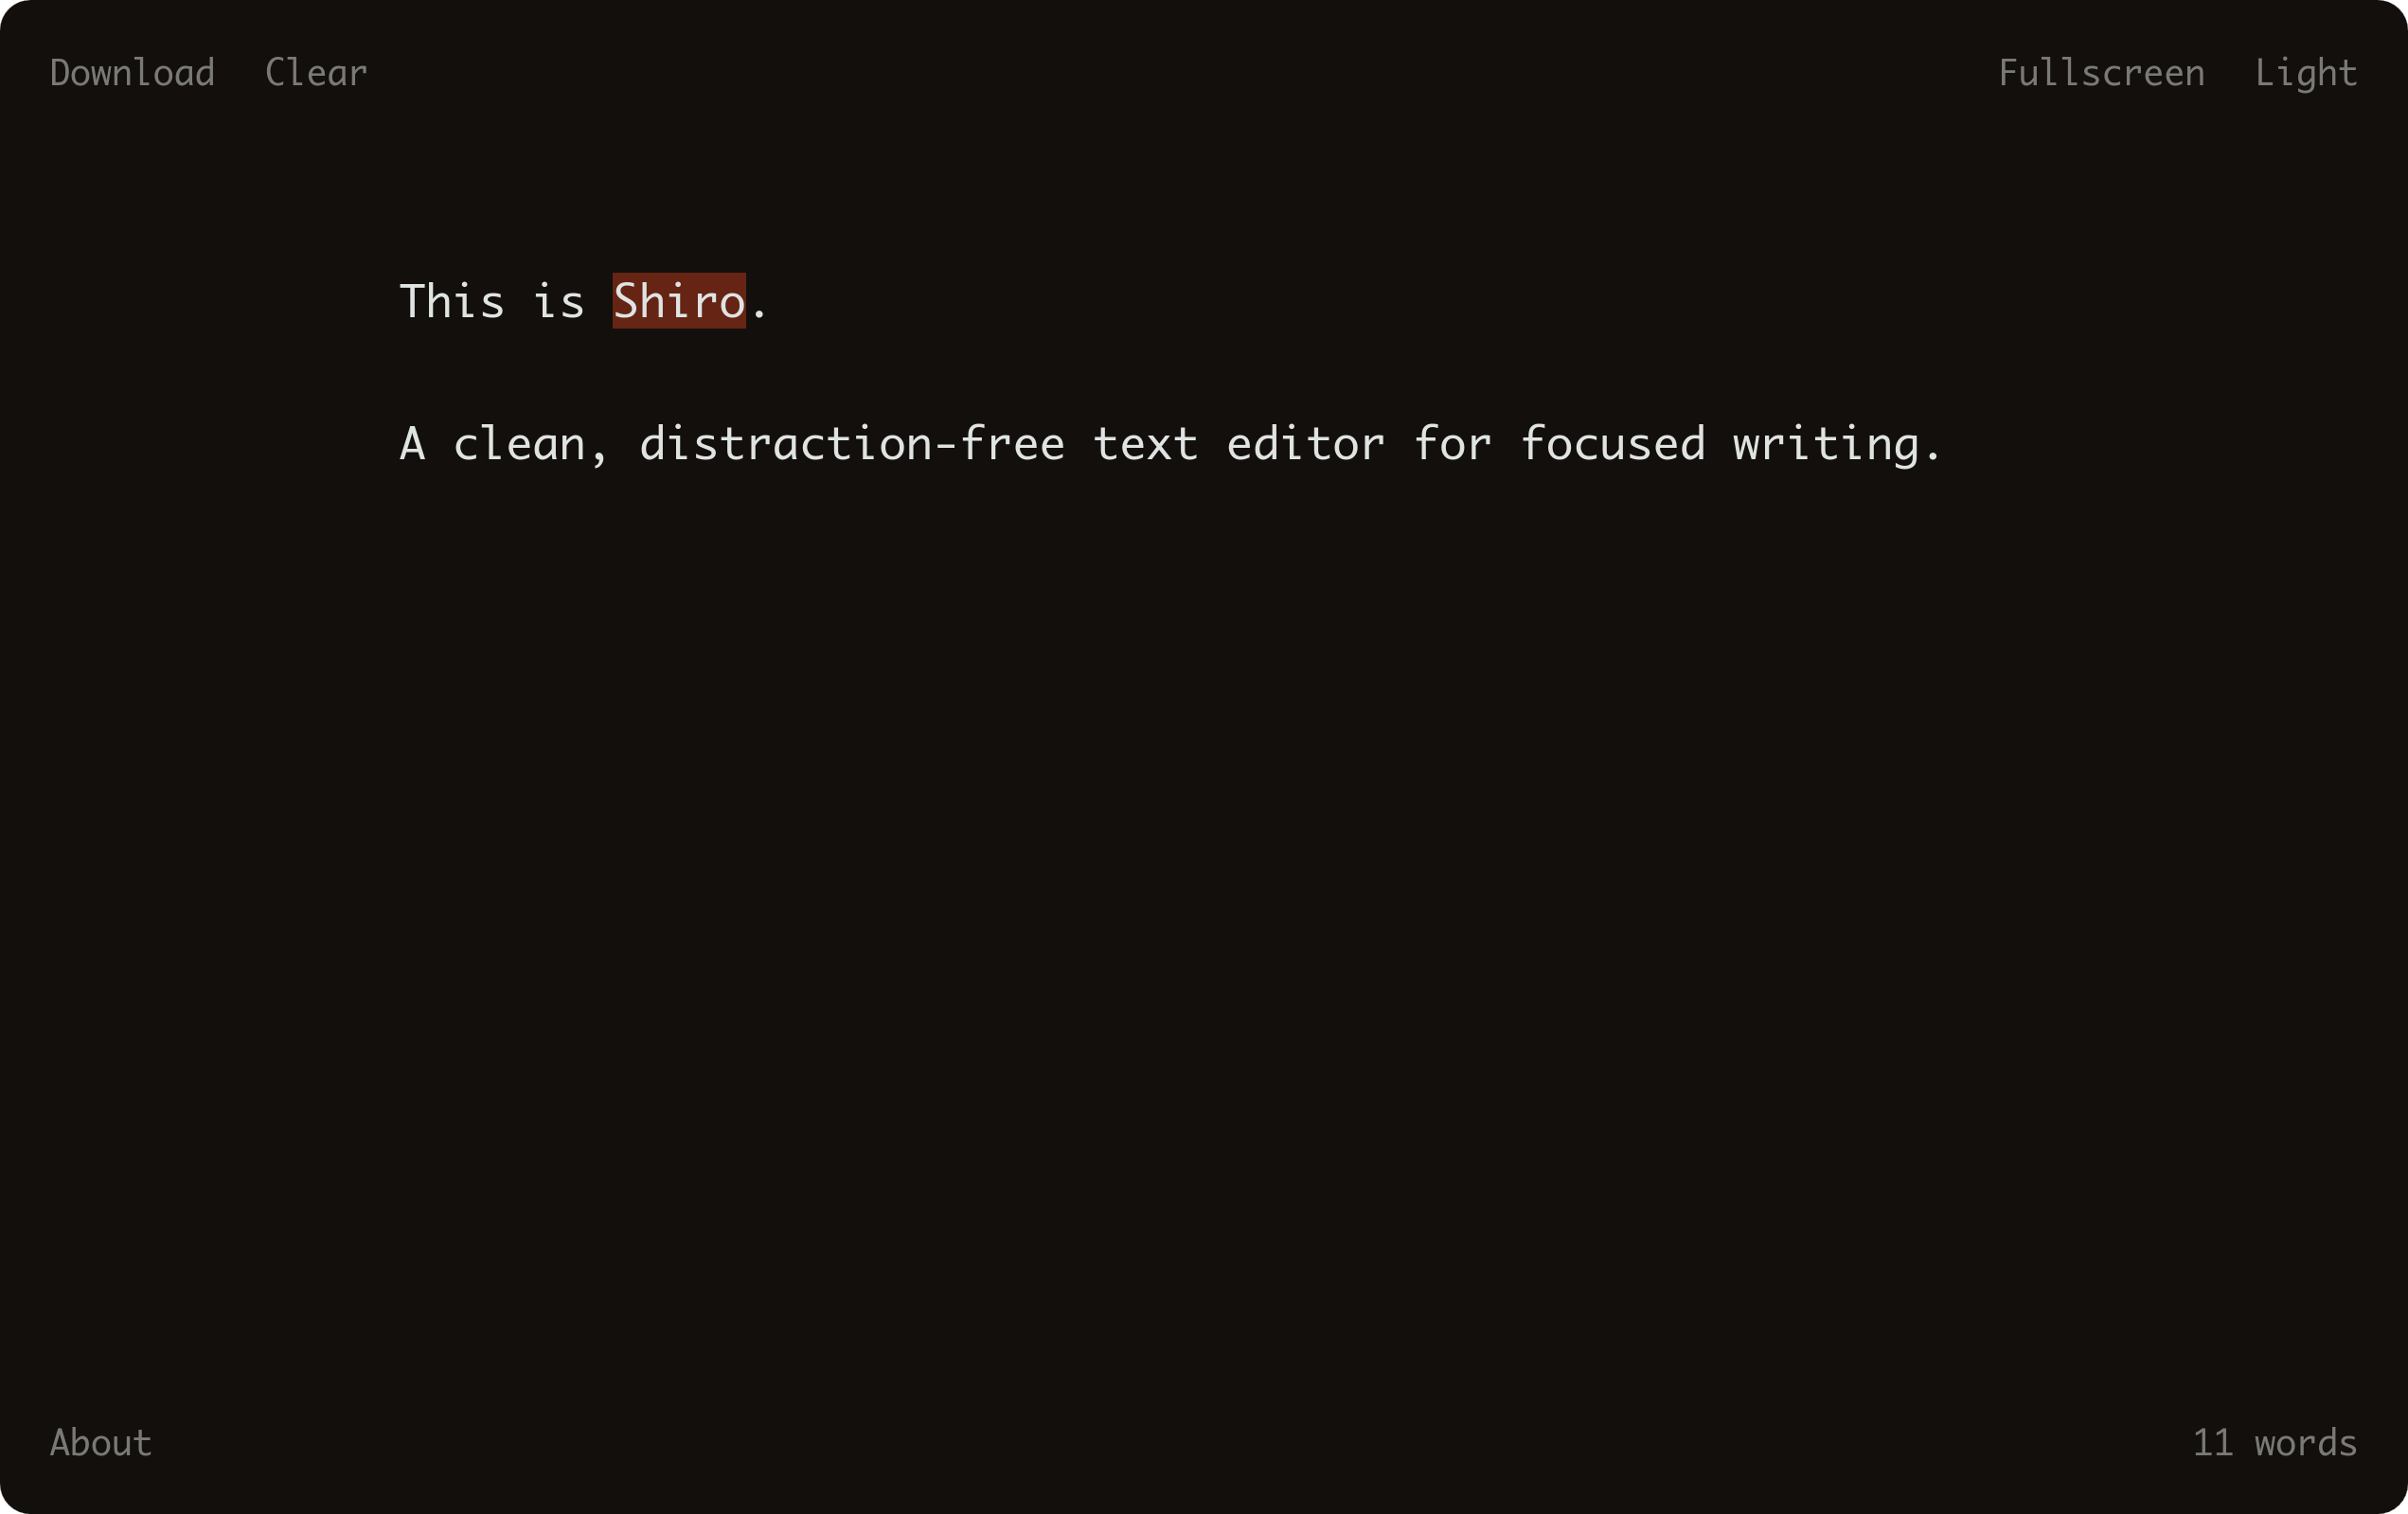 Download Clear Fullscreen Light
This is Shiro.
A clean, distraction-free text editor for focused writing.
About 11 words